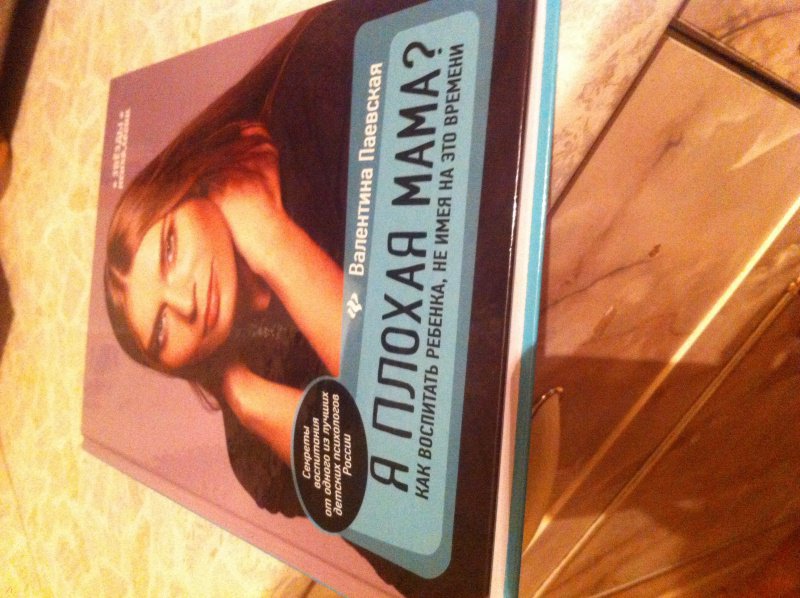 Валентина Паевская
Я ПЛОХАЯ МАМА?
КАК ВОСПИТАТЬ РЕБЕНКА, НЕ ИМЕЯ НА ЭТО ВРЕМЕНИ
Секреты
воспитания
от одного из лучших
детских психологов
России